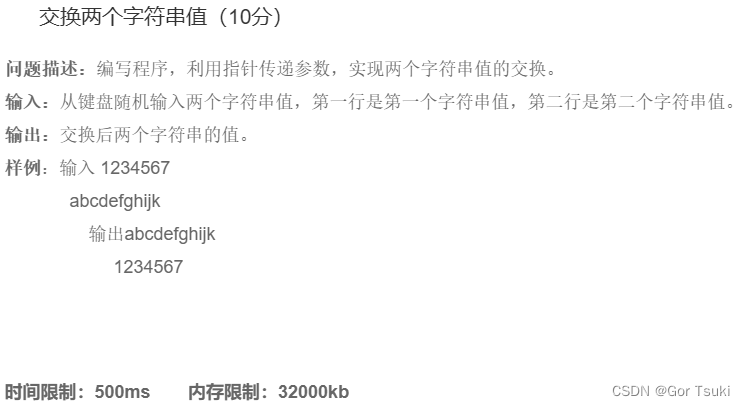 交换两个字符串值（10分）
问题描述：编写程序，利用指针传递参数，实现两个字符串值的交换。
输入：从键盘随机输入两个字符串值，第一行是第一个字符串值，第二行是第二个字符串值。
输出：交换后两个字符串的值。
样例：输入 1234567
abcdefghijk
输出abcdefghijk
1234567
时间限制：500ms 内存限制：32000kb
CSDN @Gor Tsuki